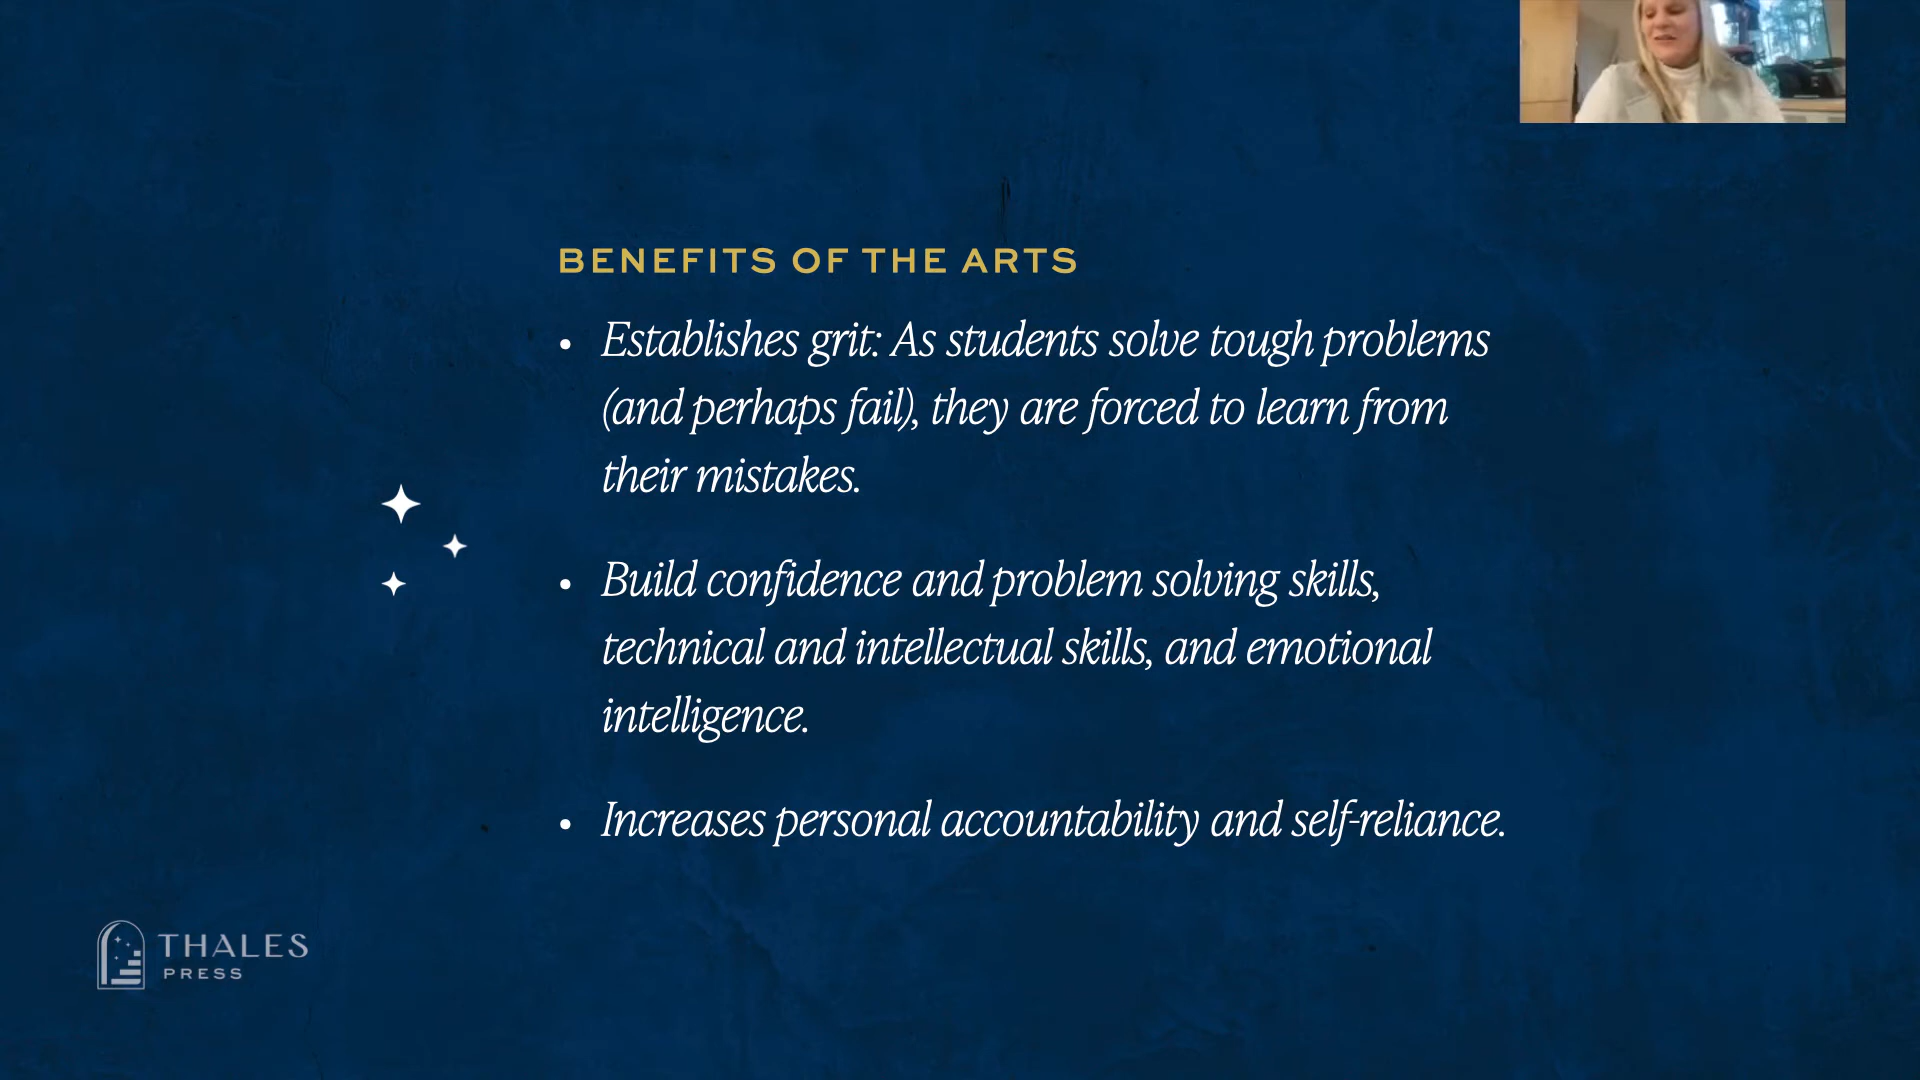 BENEFITS OF THE ARTS
• Establishes grit: As students solve tough problems
(and perhaps fail), they are forced to learn from
their mistakes.
• Build confidence and problem solving skills,
technical and intellectual skills, and emotional
intelligence.
• Increases personal accountability and self-reliance.
THALES
PRESS